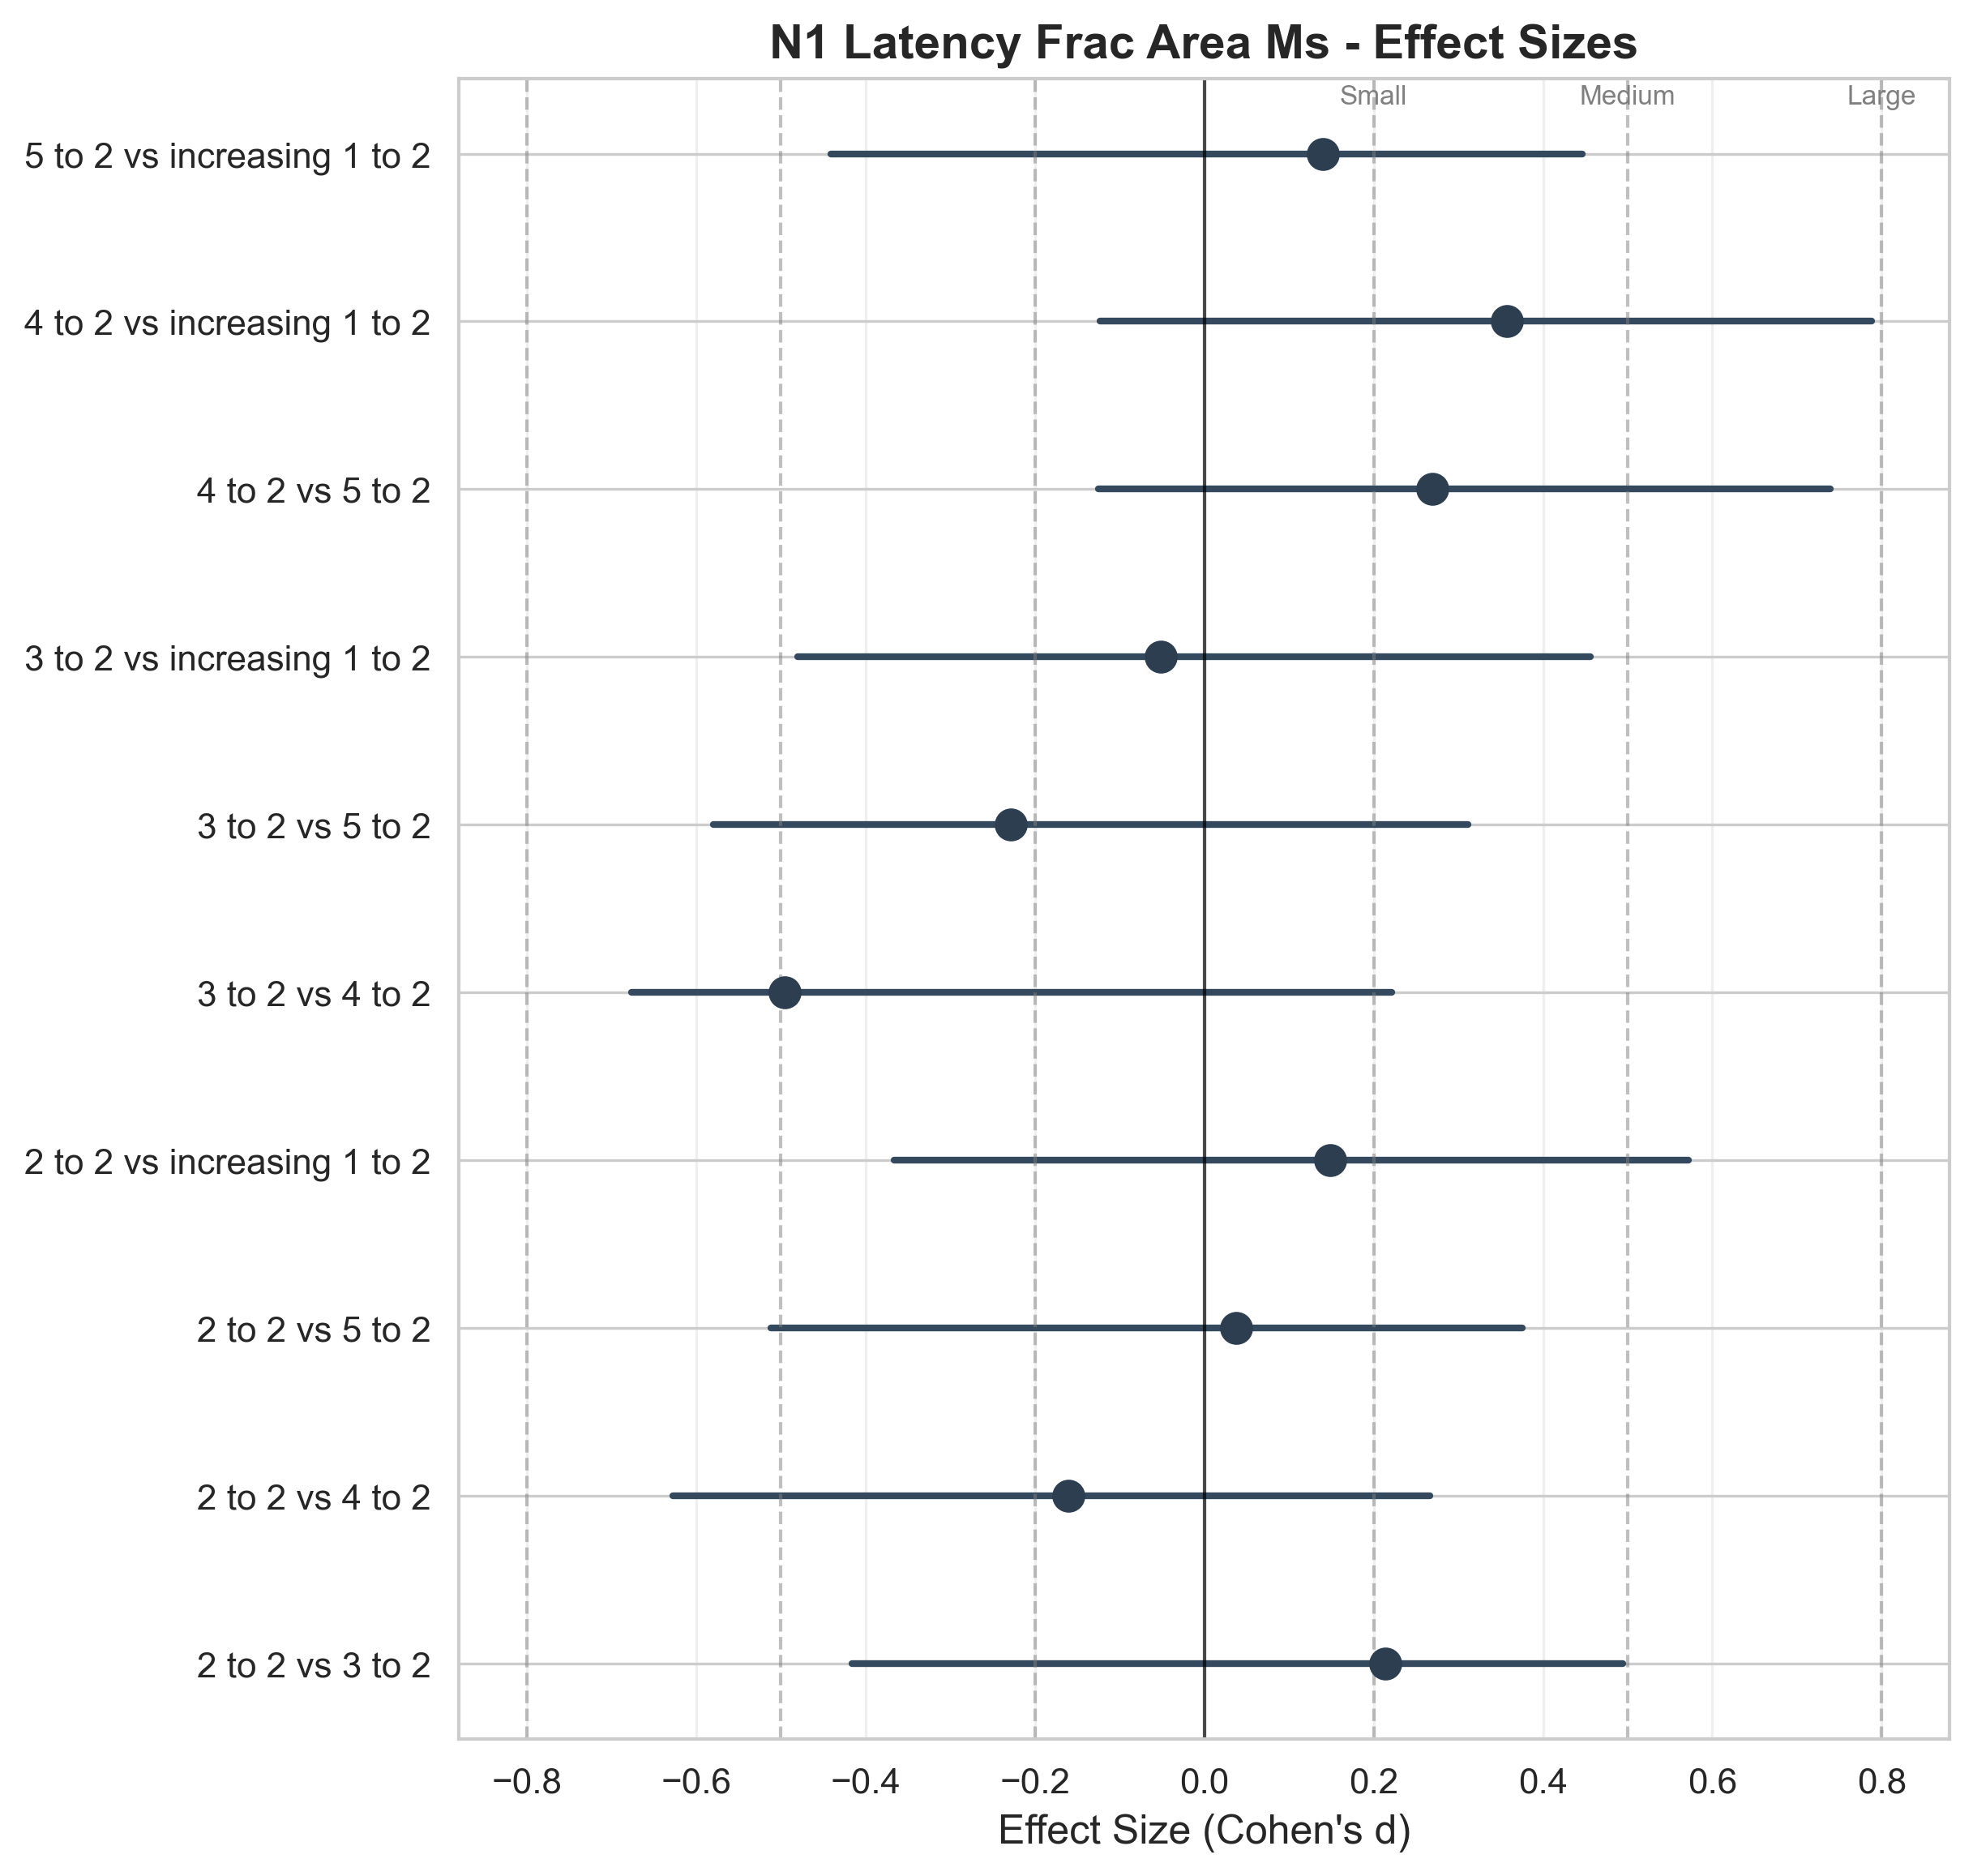 N1 Latency Frac Area Ms - Effect Sizes
Small Medium Large
5 to 2 vs increasing 1 to 2
4 to 2 vs increasing 1 to 2
4 to 2 vs 5 to 2
3 to 2 vs increasing 1 to 2
3 to 2 vs 5 to 2
3 to 2 vs 4 to 2
2 to 2 vs increasing 1 to 2
2 to 2 vs 5 to 2
2 to 2 vs 4 to 2
2 to 2 vs 3 to 2
−0.8 −0.6 −0.4 −0.2 0.0 0.2 0.4 0.6 0.8
Effect Size (Cohen's d)